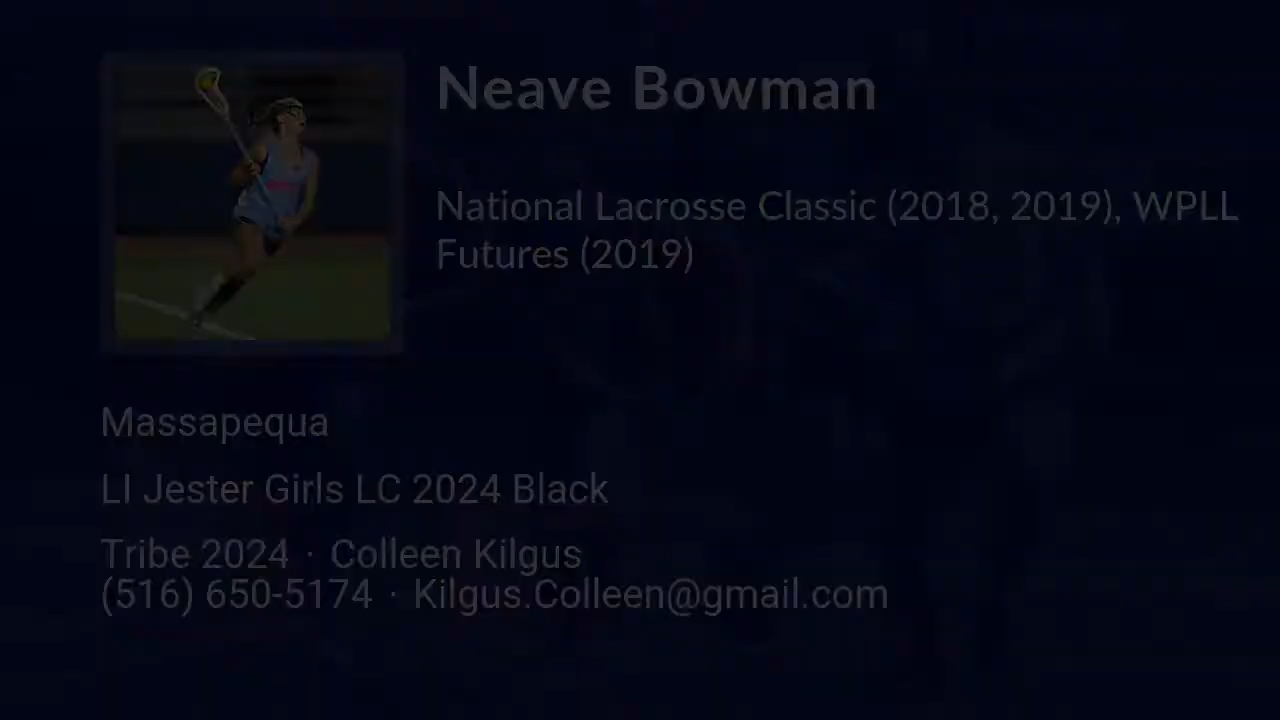 Neave Bowman
National Lacrosse Classic (2018, 2019), WPLL
Futures (2019)
Massapequa
LI Jester Girls LC 2024 Black
Tribe 2024 · Colleen Kilgus
(516) 650-5174 · Kilgus.Colleen@gmail.com